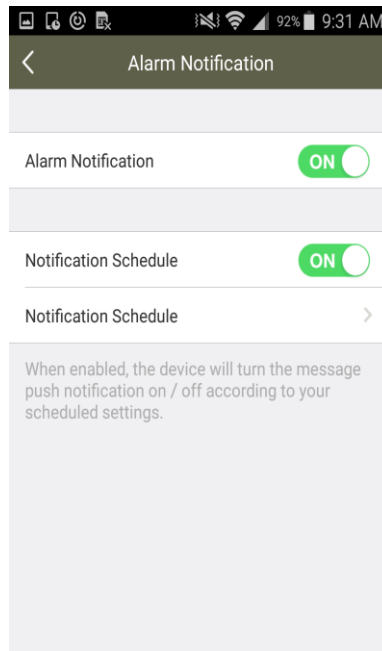 92% 9:31 AM
Alarm Notification
Alarm Notification ON
Notification Schedule ON
Notification Schedule
When enabled, the device will turn the message
push notification on / off according to your
scheduled settings.